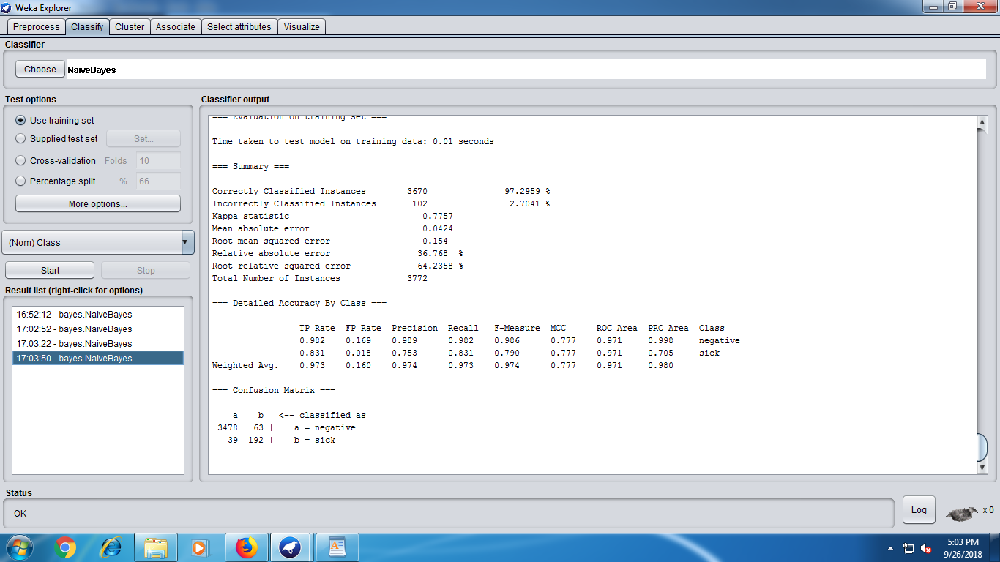 Weka Explorer
Preprocess Classify Cluster Associate Select attributes Visualize
Classifier
Choose NaiveBayes
Test options
Use training set
Supplied test set Set...
Cross-validation Folds 10
Percentage split % 66
More options...
(Nom) Class
Start Stop
Result list (right-click for options)
16:52:12 - bayes.NaiveBayes
17:02:52 - bayes.NaiveBayes
17:03:22 - bayes.NaiveBayes
17:03:50 - bayes.NaiveBayes
Classifier output
=== Evaluation on training set ===
Time taken to test model on training data: 0.01 seconds
=== Summary ===
Correctly Classified Instances 3670 97.2959 %
Incorrectly Classified Instances 102 2.7041 %
Kappa statistic 0.7757
Mean absolute error 0.0424
Root mean squared error 0.154
Relative absolute error 36.768 %
Root relative squared error 64.2358 %
Total Number of Instances 3772
=== Detailed Accuracy By Class ===
TP Rate FP Rate Precision Recall F-Measure MCC ROC Area PRC Area Class
0.982 0.169 0.989 0.982 0.986 0.777 0.971 0.998 negative
0.831 0.018 0.753 0.831 0.790 0.777 0.971 0.705 sick
Weighted Avg. 0.973 0.160 0.974 0.973 0.974 0.777 0.971 0.980
=== Confusion Matrix ===
a b <-- classified as
3478 63 | a = negative
39 192 | b = sick
Status
OK
Log x 0
5:03 PM
9/26/2018